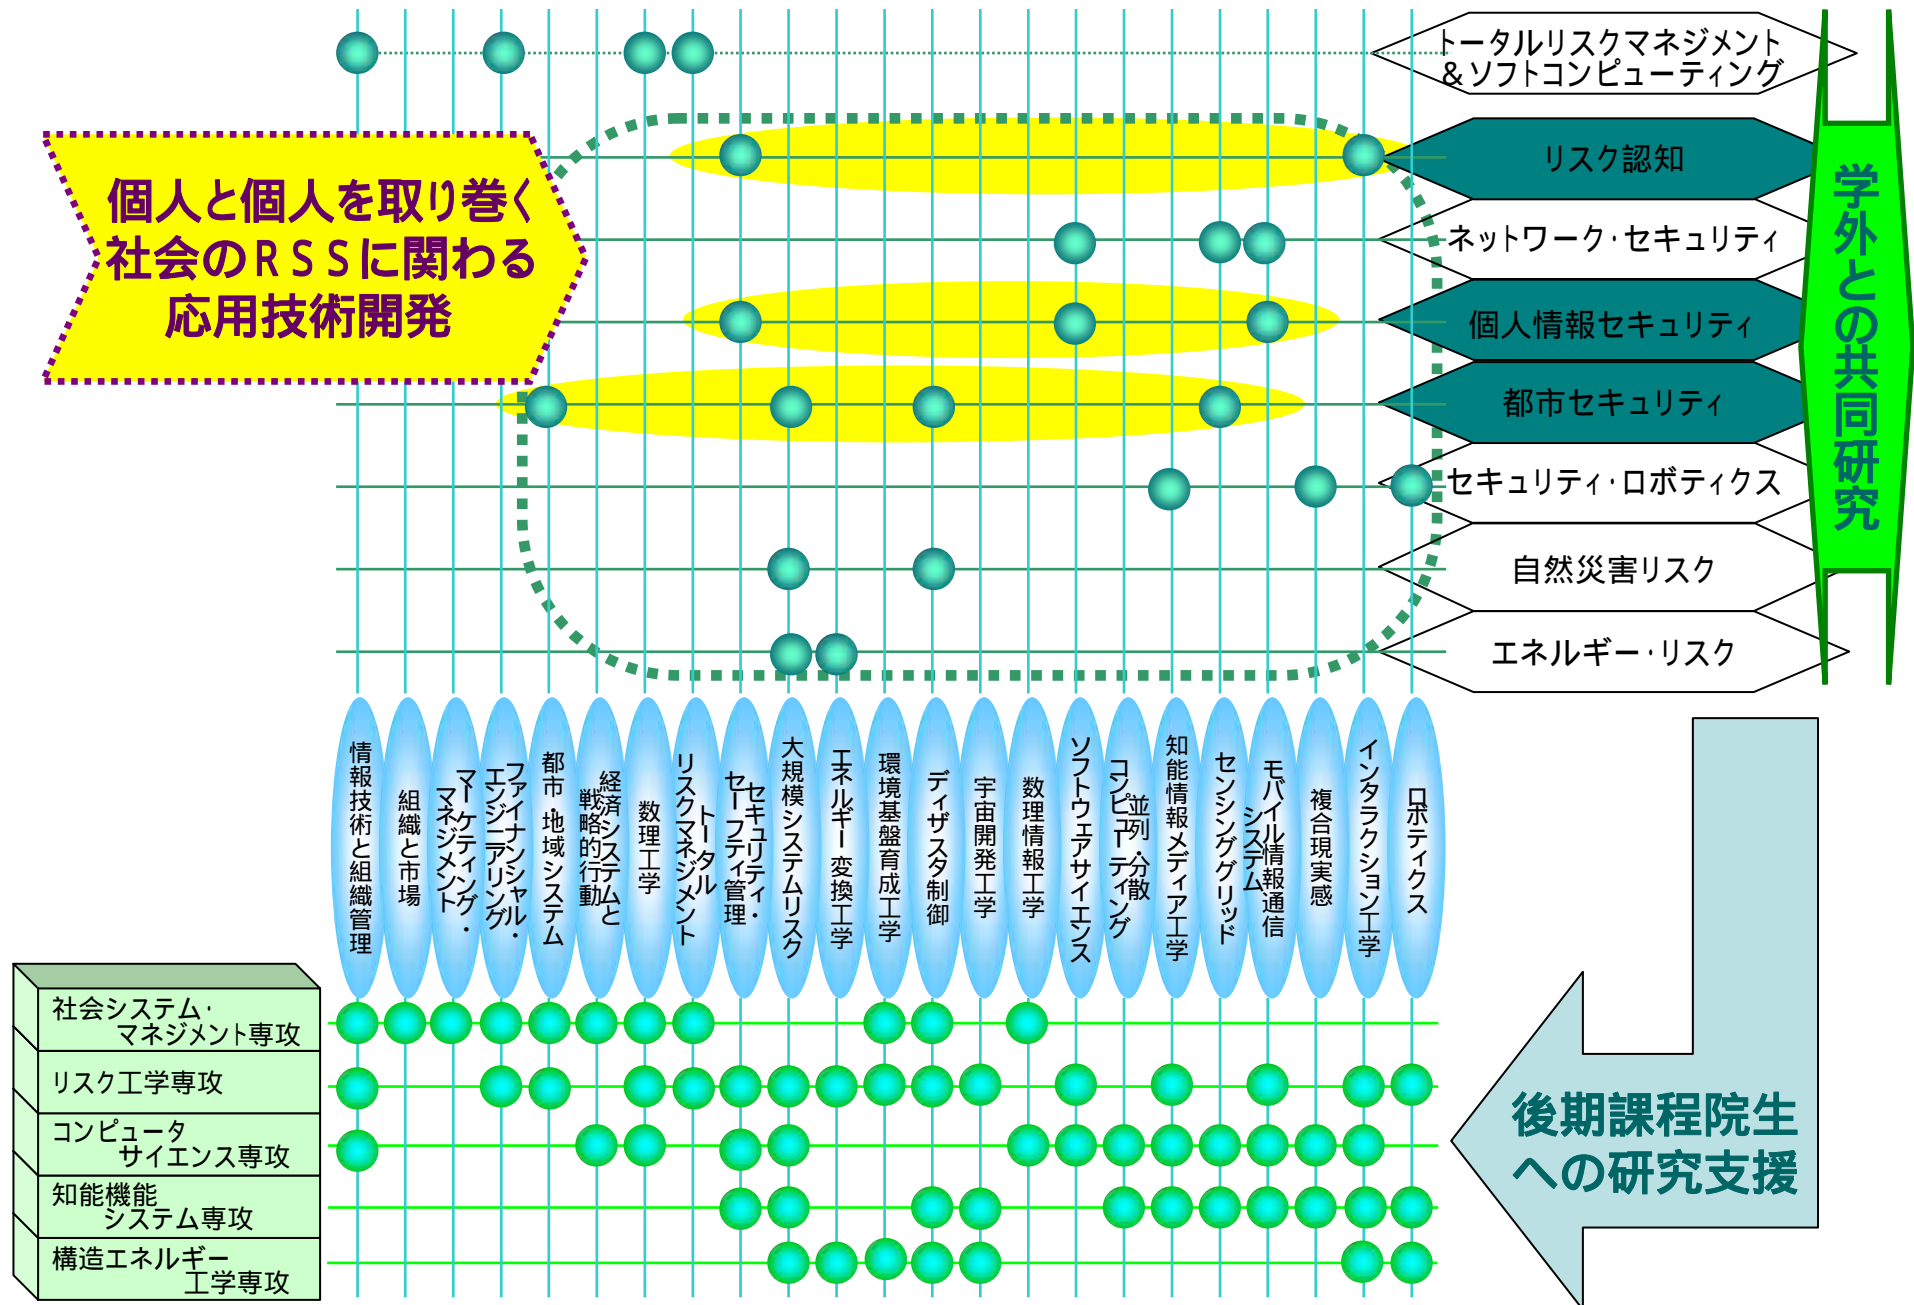 トータルリスクマネジメント
&ソフトコンピューティング
リスク認知
ネットワーク・セキュリティ
個人情報セキュリティ
都市セキュリティ
セキュリティ・ロボティクス
自然災害リスク
エネルギー・リスク
個人と個人を取り巻く
社会のRSSに関わる
応用技術開発
学外との共同研究
情報技術と組織管理
組織と市場
マーケティング・
マネジメント
ファイナンシャル・
エンジニアリング
都市・地域システム
経済システムと
戦略的行動
数理工学
トータル
リスクマネジメント
セキュリティ・
セーフティ管理
大規模システムリスク
エネルギー変換工学
環境基盤育成工学
ディザスタ制御
宇宙開発工学
数理情報工学
ソフトウェアサイエンス
並列・分散
コンピューティング
知能情報メディア工学
センシンググリッド
モバイル情報通信
システム
複合現実感
インタラクション工学
ロボティクス
社会システム・
マネジメント専攻
リスク工学専攻
コンピュータ
サイエンス専攻
知能機能
システム専攻
構造エネルギー
工学専攻
後期課程院生
への研究支援